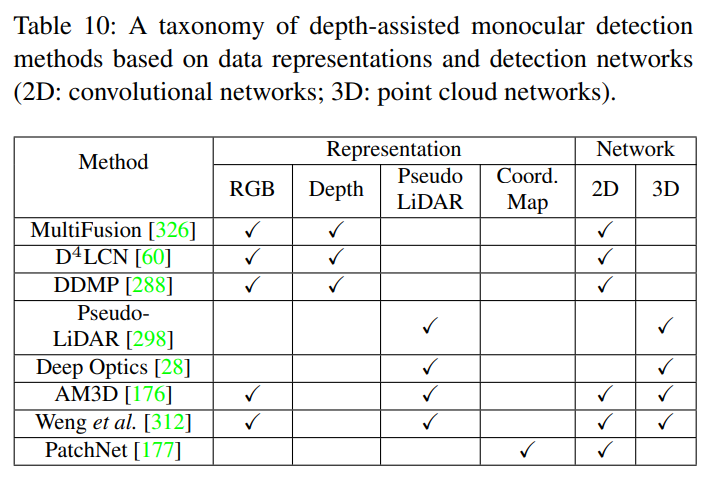 Table 10: A taxonomy of depth-assisted monocular detection
methods based on data representations and detection networks
(2D: convolutional networks; 3D: point cloud networks).
Method Representation Network
RGB Depth Pseudo LiDAR Coord. Map 2D 3D
MultiFusion [326] ✓ ✓ ✓
D⁴LCN [60] ✓ ✓ ✓
DDMP [288] ✓ ✓ ✓
Pseudo-
LiDAR [298] ✓ ✓
Deep Optics [28] ✓ ✓
AM3D [176] ✓ ✓ ✓ ✓
Weng et al. [312] ✓ ✓ ✓ ✓
PatchNet [177] ✓ ✓